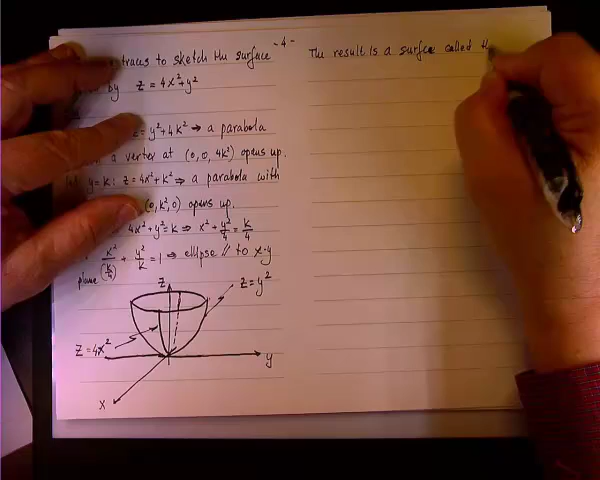 -4-
traces to sketch the surface
by z = 4x²+y²
z = y²+4k² ⇒ a parabola
a vertex at (0, 0, 4k²) opens up.
y=k: z = 4x²+k² ⇒ a parabola with
(0, k², 0) opens up.
4x²+y²=k ⇒ x²+y²/4=k/4
x²/(k/4) + y²/k = 1 ⇒ ellipse // to x-y
plane
z
z=y²
z=4x²
y
x
The result is a surface called th